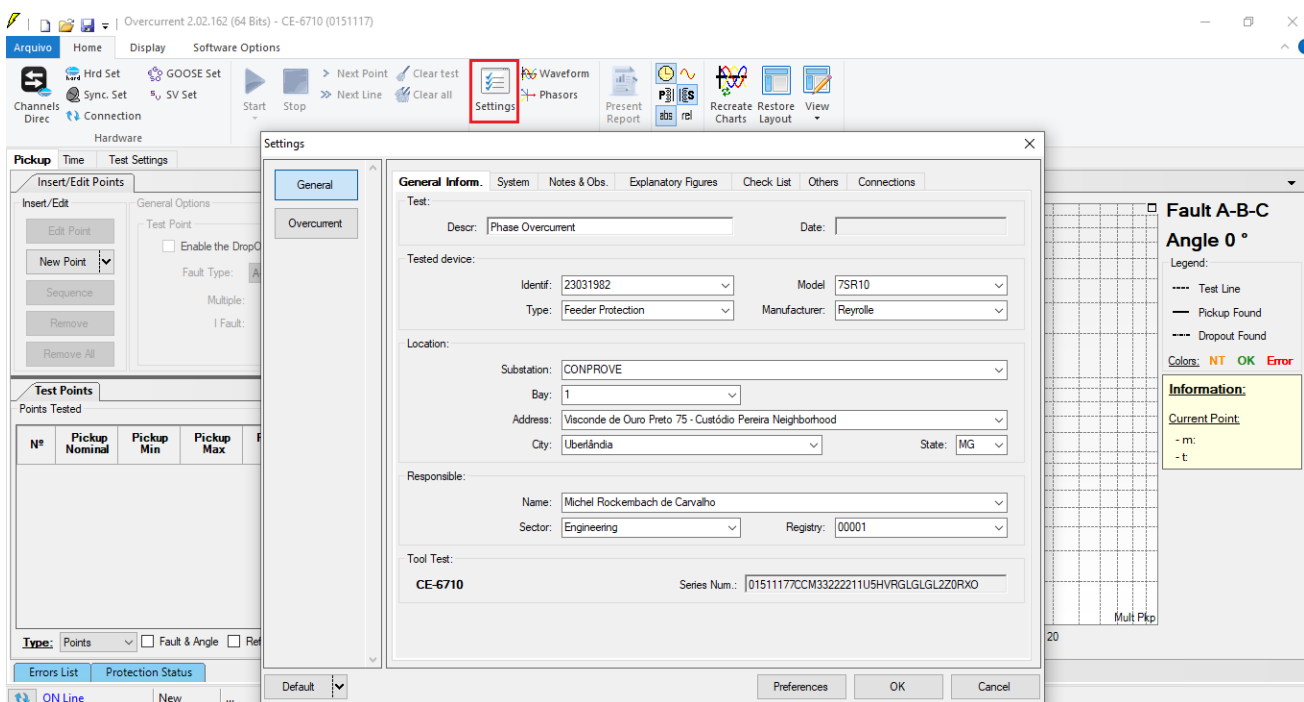 Overcurrent 2.02.162 (64 Bits) - CE-6710 (0151117)
Arquivo Home Display Software Options
Hrd Set GOOSE Set Next Point Clear test Waveform
Sync. Set SV Set Next Line Clear all Phasors
Channels Direc Connection Start Stop Settings Present Report abs rel Recreate Charts Restore Layout View
Hardware
Pickup Time Test Settings
Insert/Edit Points
Insert/Edit General Options
Edit Point Test Point
Enable the DropO
New Point Fault Type: A
Sequence Multiple:
Remove I Fault:
Remove All
Test Points
Points Tested
Nº Pickup Nominal Pickup Min Pickup Max
Type: Points Fault & Angle Ref
Errors List Protection Status
ON Line New ...
Settings
General
Overcurrent
General Inform. System Notes & Obs. Explanatory Figures Check List Others Connections
Test:
Descr: Phase Overcurrent Date:
Tested device:
Identif: 23031982 Model 7SR10
Type: Feeder Protection Manufacturer: Reyrolle
Location:
Substation: CONPROVE
Bay: 1
Address: Visconde de Ouro Preto 75 - Custódio Pereira Neighborhood
City: Uberlândia State: MG
Responsible:
Name: Michel Rockembach de Carvalho
Sector: Engineering Registry: 00001
Tool Test:
CE-6710 Series Num.: 01511177CCM33222211U5HVRGLGLGL2Z0RXO
Default Preferences OK Cancel
Fault A-B-C
Angle 0 °
Legend:
Test Line
Pickup Found
Dropout Found
Colors: NT OK Error
Information:
Current Point:
- m:
- t:
Mult Pkp
20